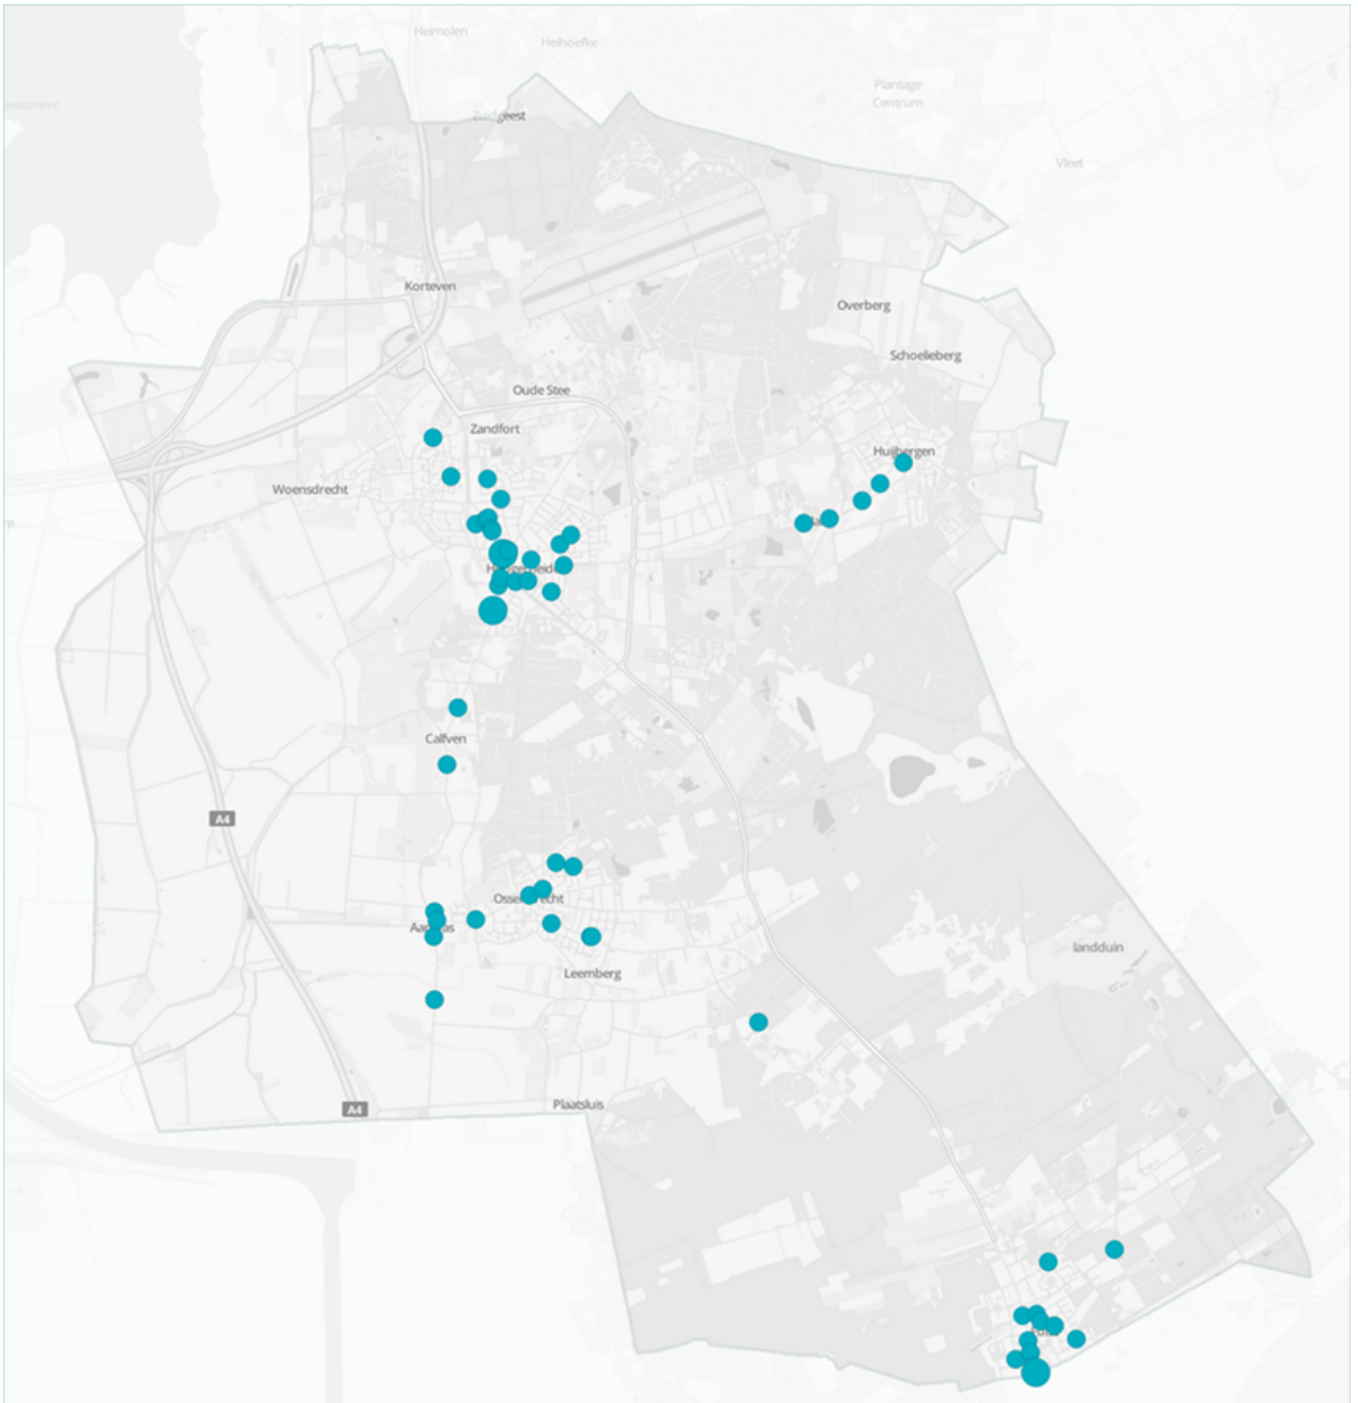 Heimolen
Heihoefke
Plantage
Centrum
Zuidgeest
Vleet
Korteven
Overberg
Schoelieberg
Oude Stee
Zandfort
Huijbergen
Woensdrecht
Calfven
A4
Leemberg
landduin
A4
Plaatsluis